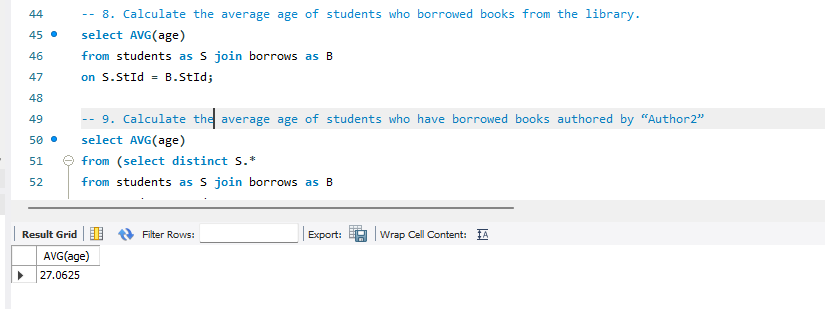 44 -- 8. Calculate the average age of students who borrowed books from the library.
45 select AVG(age)
46 from students as S join borrows as B
47 on S.StId = B.StId;
48
49 -- 9. Calculate the average age of students who have borrowed books authored by “Author2”
50 select AVG(age)
51 from (select distinct S.*
52 from students as S join borrows as B
Result Grid Filter Rows: Export: Wrap Cell Content:
AVG(age)
27.0625